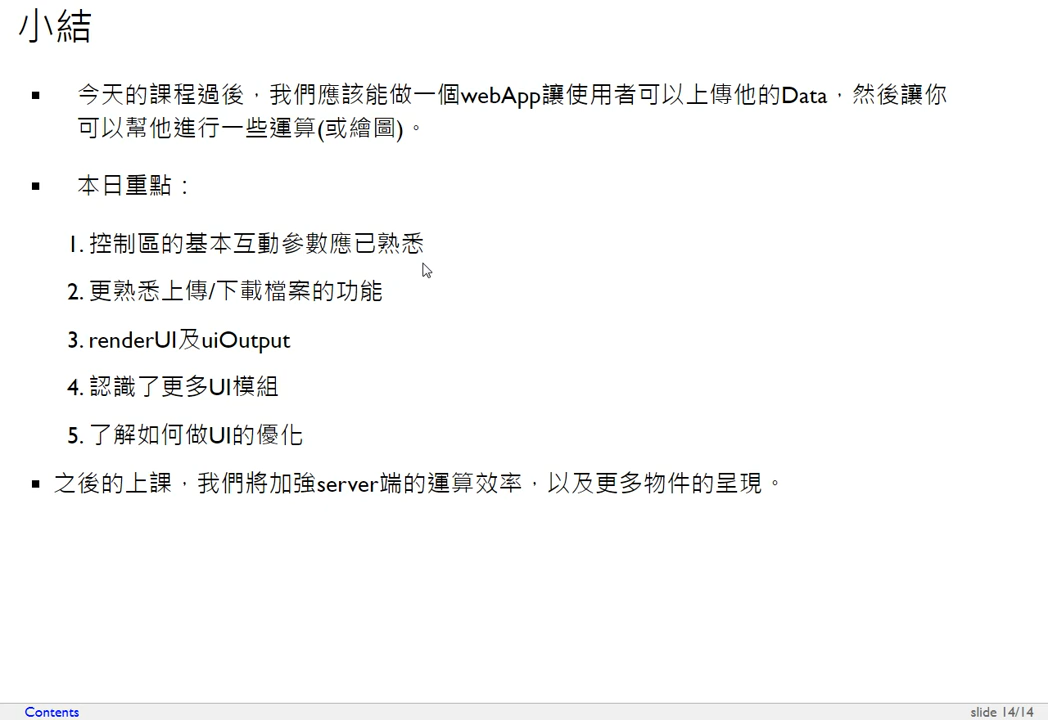 小結
今天的課程過後，我們應該能做一個webApp讓使用者可以上傳他的Data，然後讓你
可以幫他進行一些運算(或繪圖)。
本日重點：
1. 控制區的基本互動參數應已熟悉
2. 更熟悉上傳/下載檔案的功能
3. renderUI及uiOutput
4. 認識了更多UI模組
5. 了解如何做UI的優化
之後的上課，我們將加強server端的運算效率，以及更多物件的呈現。
Contents
slide 14/14